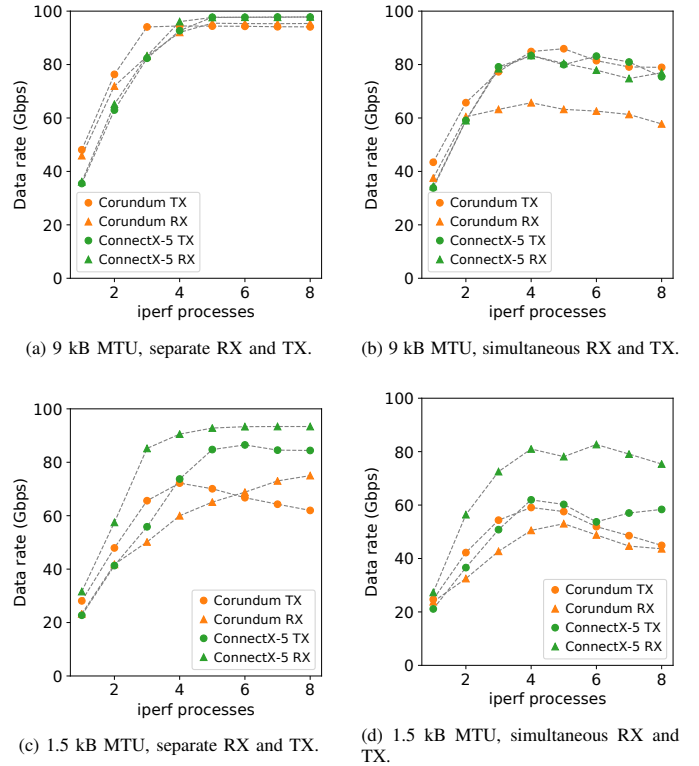 100
80
60
40
20
0
Data rate (Gbps)
Corundum TX
Corundum RX
ConnectX-5 TX
ConnectX-5 RX
2 4 6 8
iperf processes
(a) 9 kB MTU, separate RX and TX.
100
80
60
40
20
0
Data rate (Gbps)
Corundum TX
Corundum RX
ConnectX-5 TX
ConnectX-5 RX
2 4 6 8
iperf processes
(b) 9 kB MTU, simultaneous RX and TX.
100
80
60
40
20
0
Data rate (Gbps)
Corundum TX
Corundum RX
ConnectX-5 TX
ConnectX-5 RX
2 4 6 8
iperf processes
(c) 1.5 kB MTU, separate RX and TX.
100
80
60
40
20
0
Data rate (Gbps)
Corundum TX
Corundum RX
ConnectX-5 TX
ConnectX-5 RX
2 4 6 8
iperf processes
(d) 1.5 kB MTU, simultaneous RX and
TX.